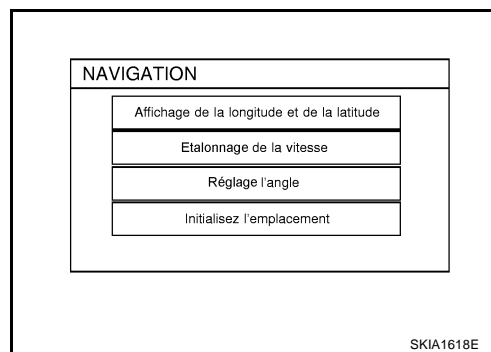 NAVIGATION
Affichage de la longitude et de la latitude
Etalonnage de la vitesse
Réglage l'angle
Initialisez l'emplacement
SKIA1618E